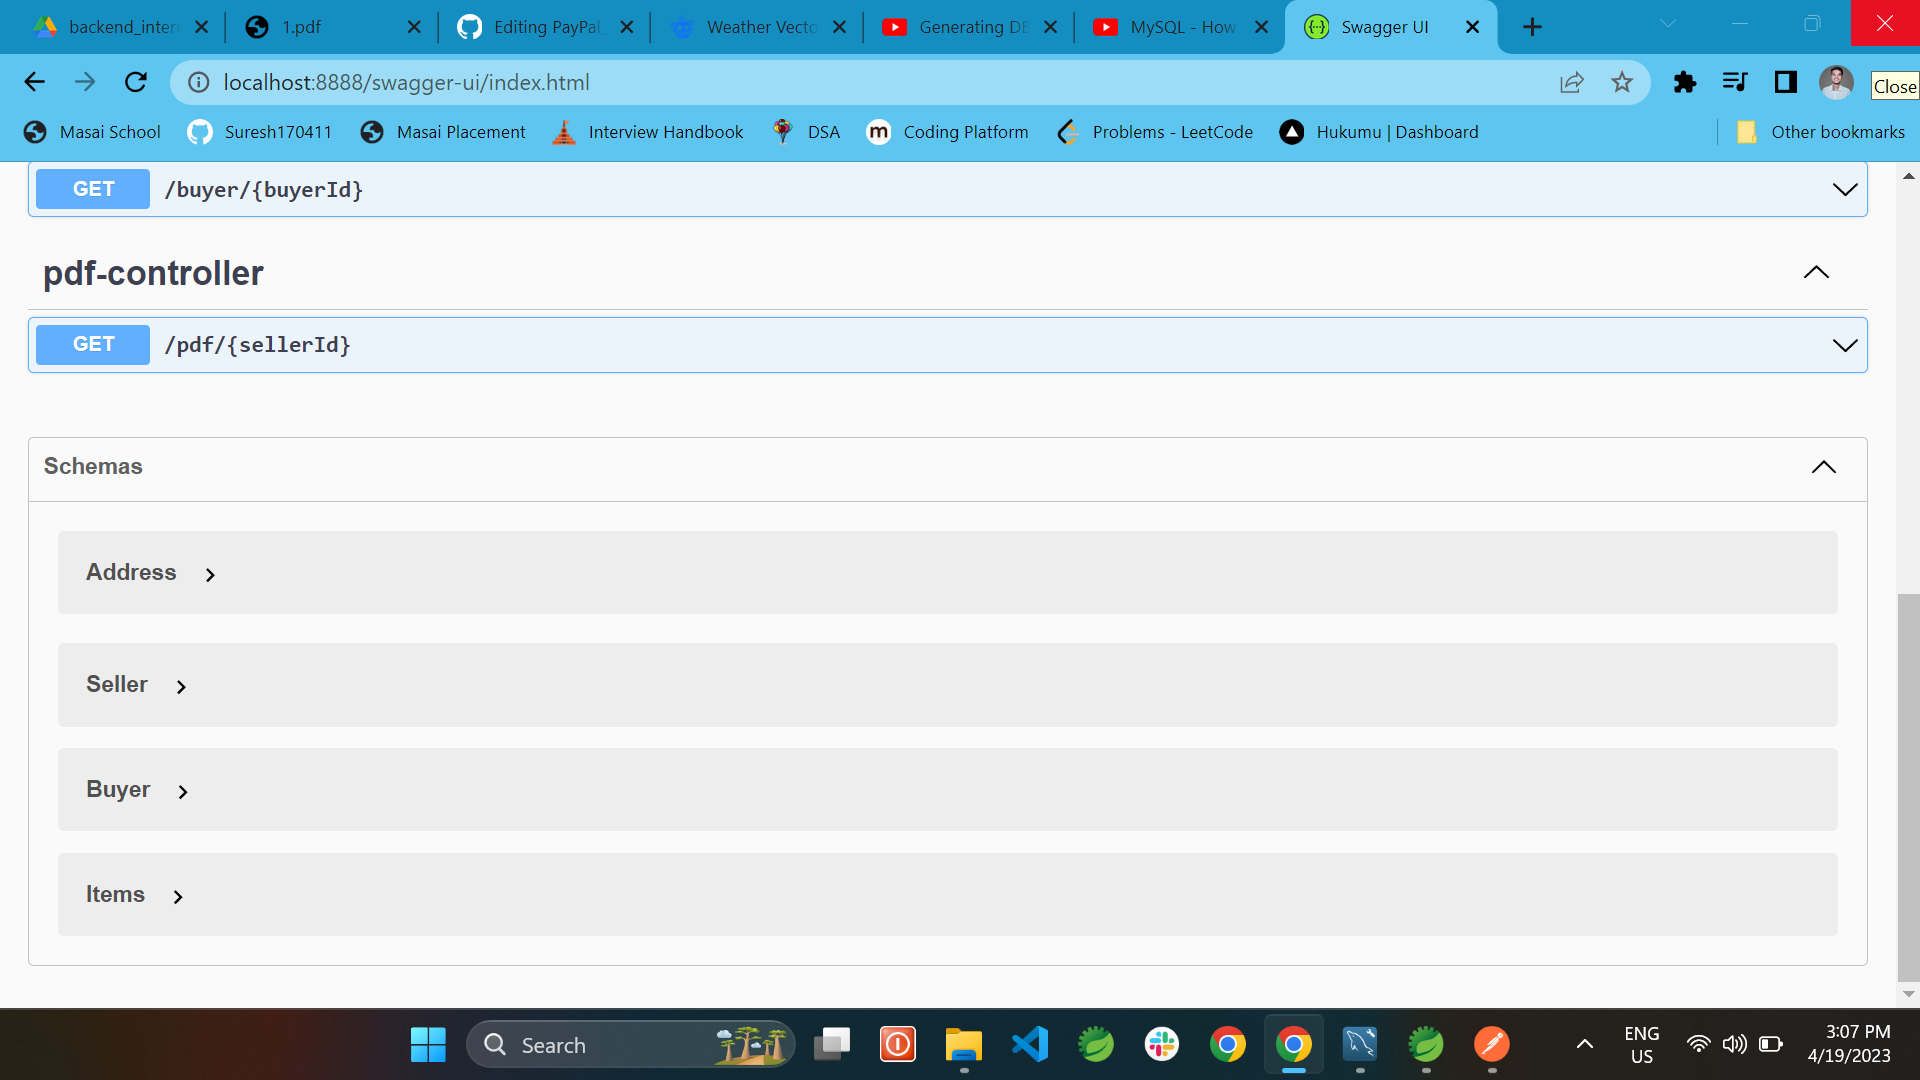 backend_inter
1.pdf
Editing PayPal_
Weather Vecto
Generating DB
MySQL - How
Swagger UI
localhost:8888/swagger-ui/index.html
Close
Masai School
Suresh170411
Masai Placement
Interview Handbook
DSA
m
Coding Platform
Problems - LeetCode
Hukumu | Dashboard
Other bookmarks
GET /buyer/{buyerId}
pdf-controller
GET /pdf/{sellerId}
Schemas
Address
Seller
Buyer
Items
Search
ENG
US
3:07 PM
4/19/2023